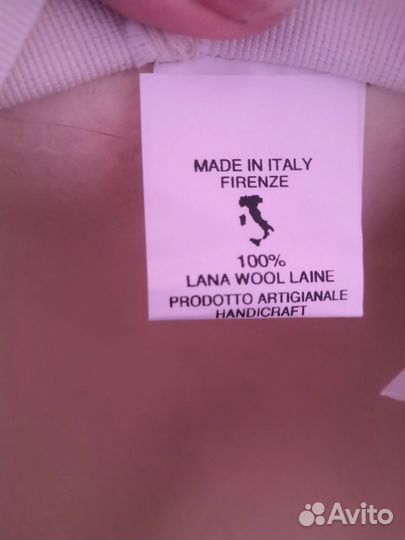 MADE IN ITALY
FIRENZE
100%
LANA WOOL LAINE
PRODOTTO ARTIGIANALE
HANDICRAFT
Avito